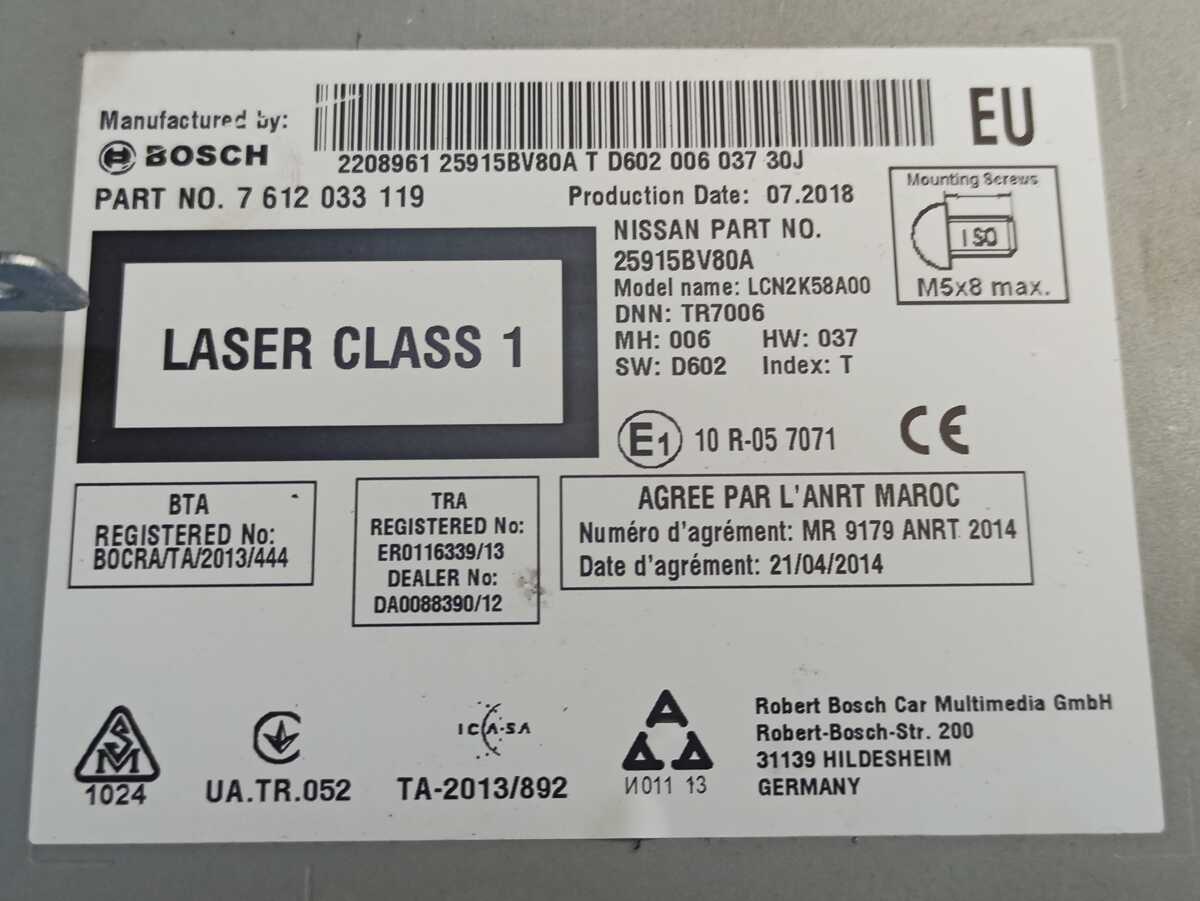 Manufactured by:
BOSCH
2208961 25915BV80A T D602 006 037 30J
EU
PART NO. 7 612 033 119
Production Date: 07.2018
Mounting Screws
ISO
M5x8 max.
NISSAN PART NO.
25915BV80A
Model name: LCN2K58A00
DNN: TR7006
MH: 006 HW: 037
SW: D602 Index: T
LASER CLASS 1
E1 10 R-05 7071
CE
BTA
REGISTERED No:
BOCRA/TA/2013/444
TRA
REGISTERED No:
ER0116339/13
DEALER No:
DA0088390/12
AGREE PAR L'ANRT MAROC
Numéro d'agrément: MR 9179 ANRT 2014
Date d'agrément: 21/04/2014
SM
1024
UA.TR.052
ICASA
TA-2013/892
AAA
И011 13
Robert Bosch Car Multimedia GmbH
Robert-Bosch-Str. 200
31139 HILDESHEIM
GERMANY